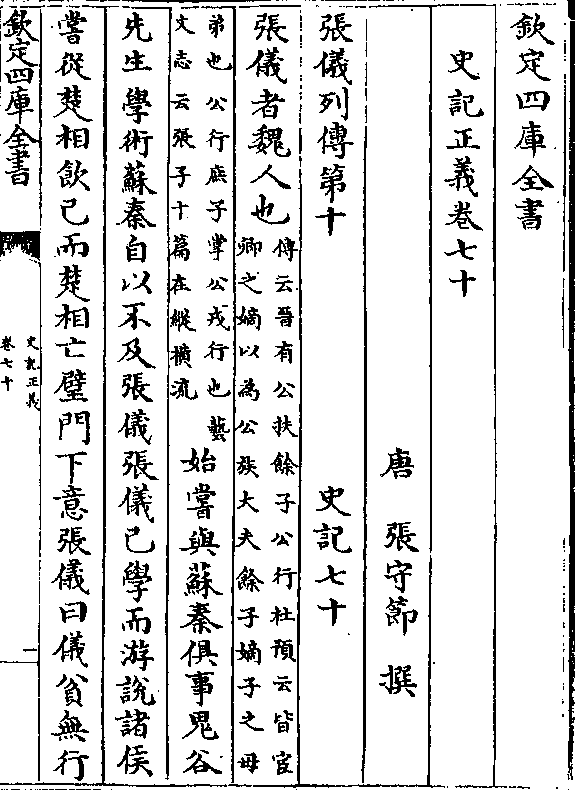 欽定四庫全書
史記正義卷七十
唐 張守節 撰
張儀列傳第十 史記七十
張儀者魏人也
傳云晉有公扶餘子公行杜預云皆官
卿之嫡以為公族大夫餘子嫡子之母
弟也公行庶子掌公戎行也藝
文志云張子十篇在縱横流
始嘗與蘇秦俱事鬼谷
先生學術蘇秦自以不及張儀張儀已學而游說諸侯
嘗從楚相飲已而楚相亡璧門下意張儀曰儀貧無行
欽定四庫全書
史記正義
卷七十
一